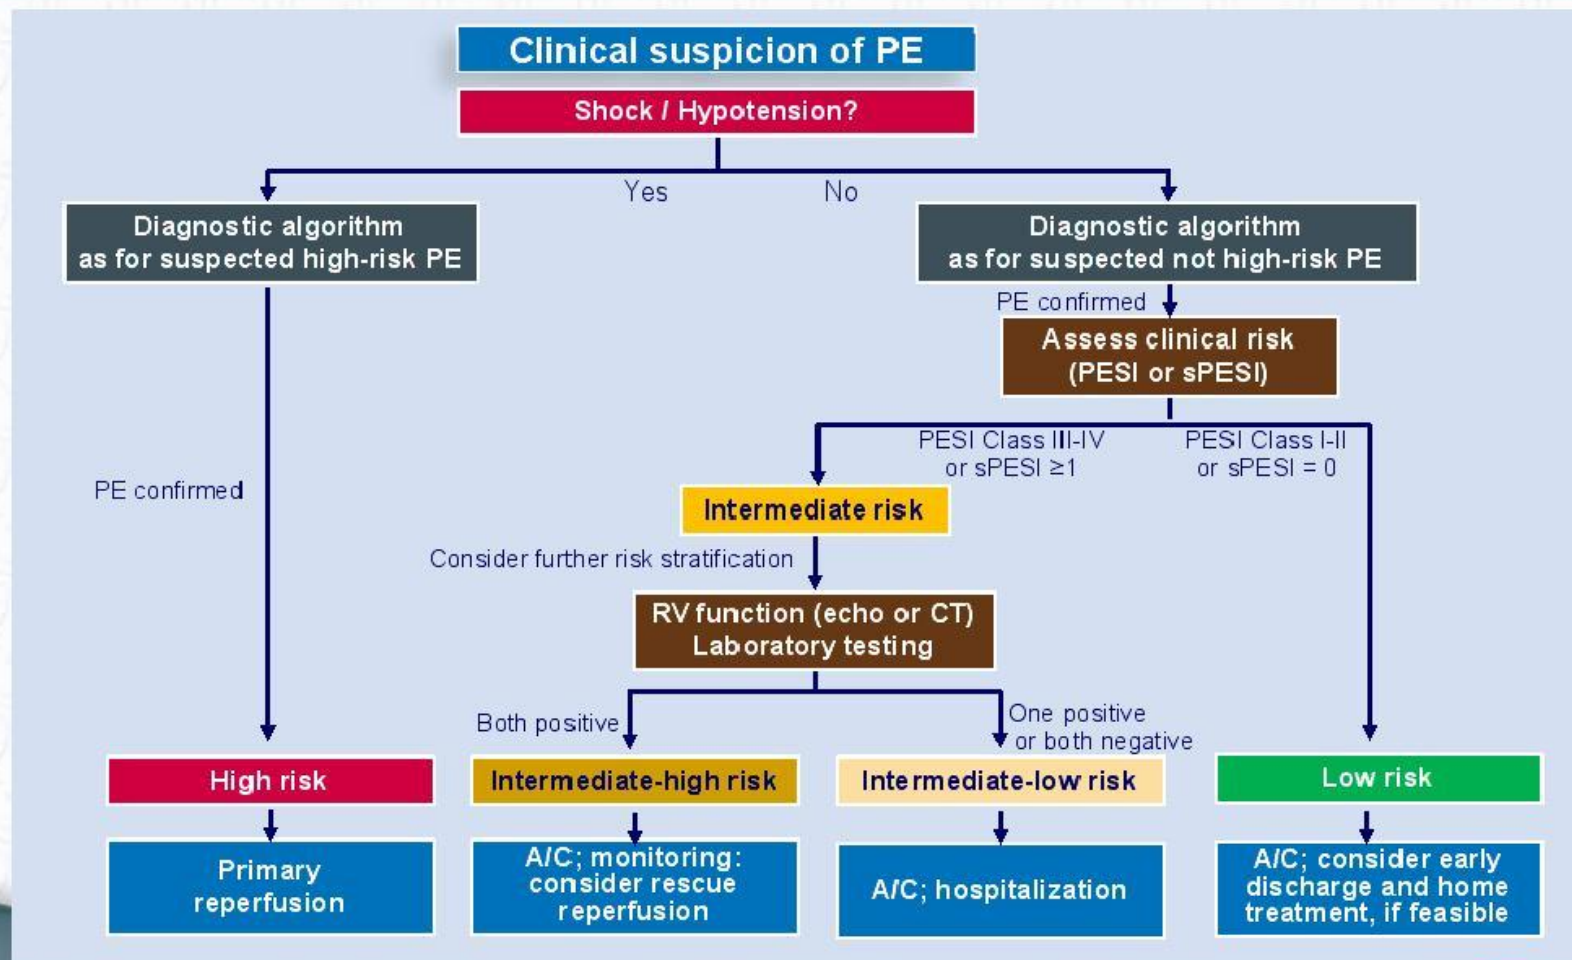 Clinical suspicion of PE
Shock / Hypotension?
Yes
No
Diagnostic algorithm
as for suspected high-risk PE
Diagnostic algorithm
as for suspected not high-risk PE
PE confirmed
Assess clinical risk
(PESI or sPESI)
PESI Class III-IV
or sPESI ≥1
PESI Class I-II
or sPESI = 0
PE confirmed
Intermediate risk
Consider further risk stratification
RV function (echo or CT)
Laboratory testing
Both positive
One positive
or both negative
High risk
Intermediate-high risk
Intermediate-low risk
Low risk
Primary
reperfusion
A/C; monitoring:
consider rescue
reperfusion
A/C; hospitalization
A/C; consider early
discharge and home
treatment, if feasible